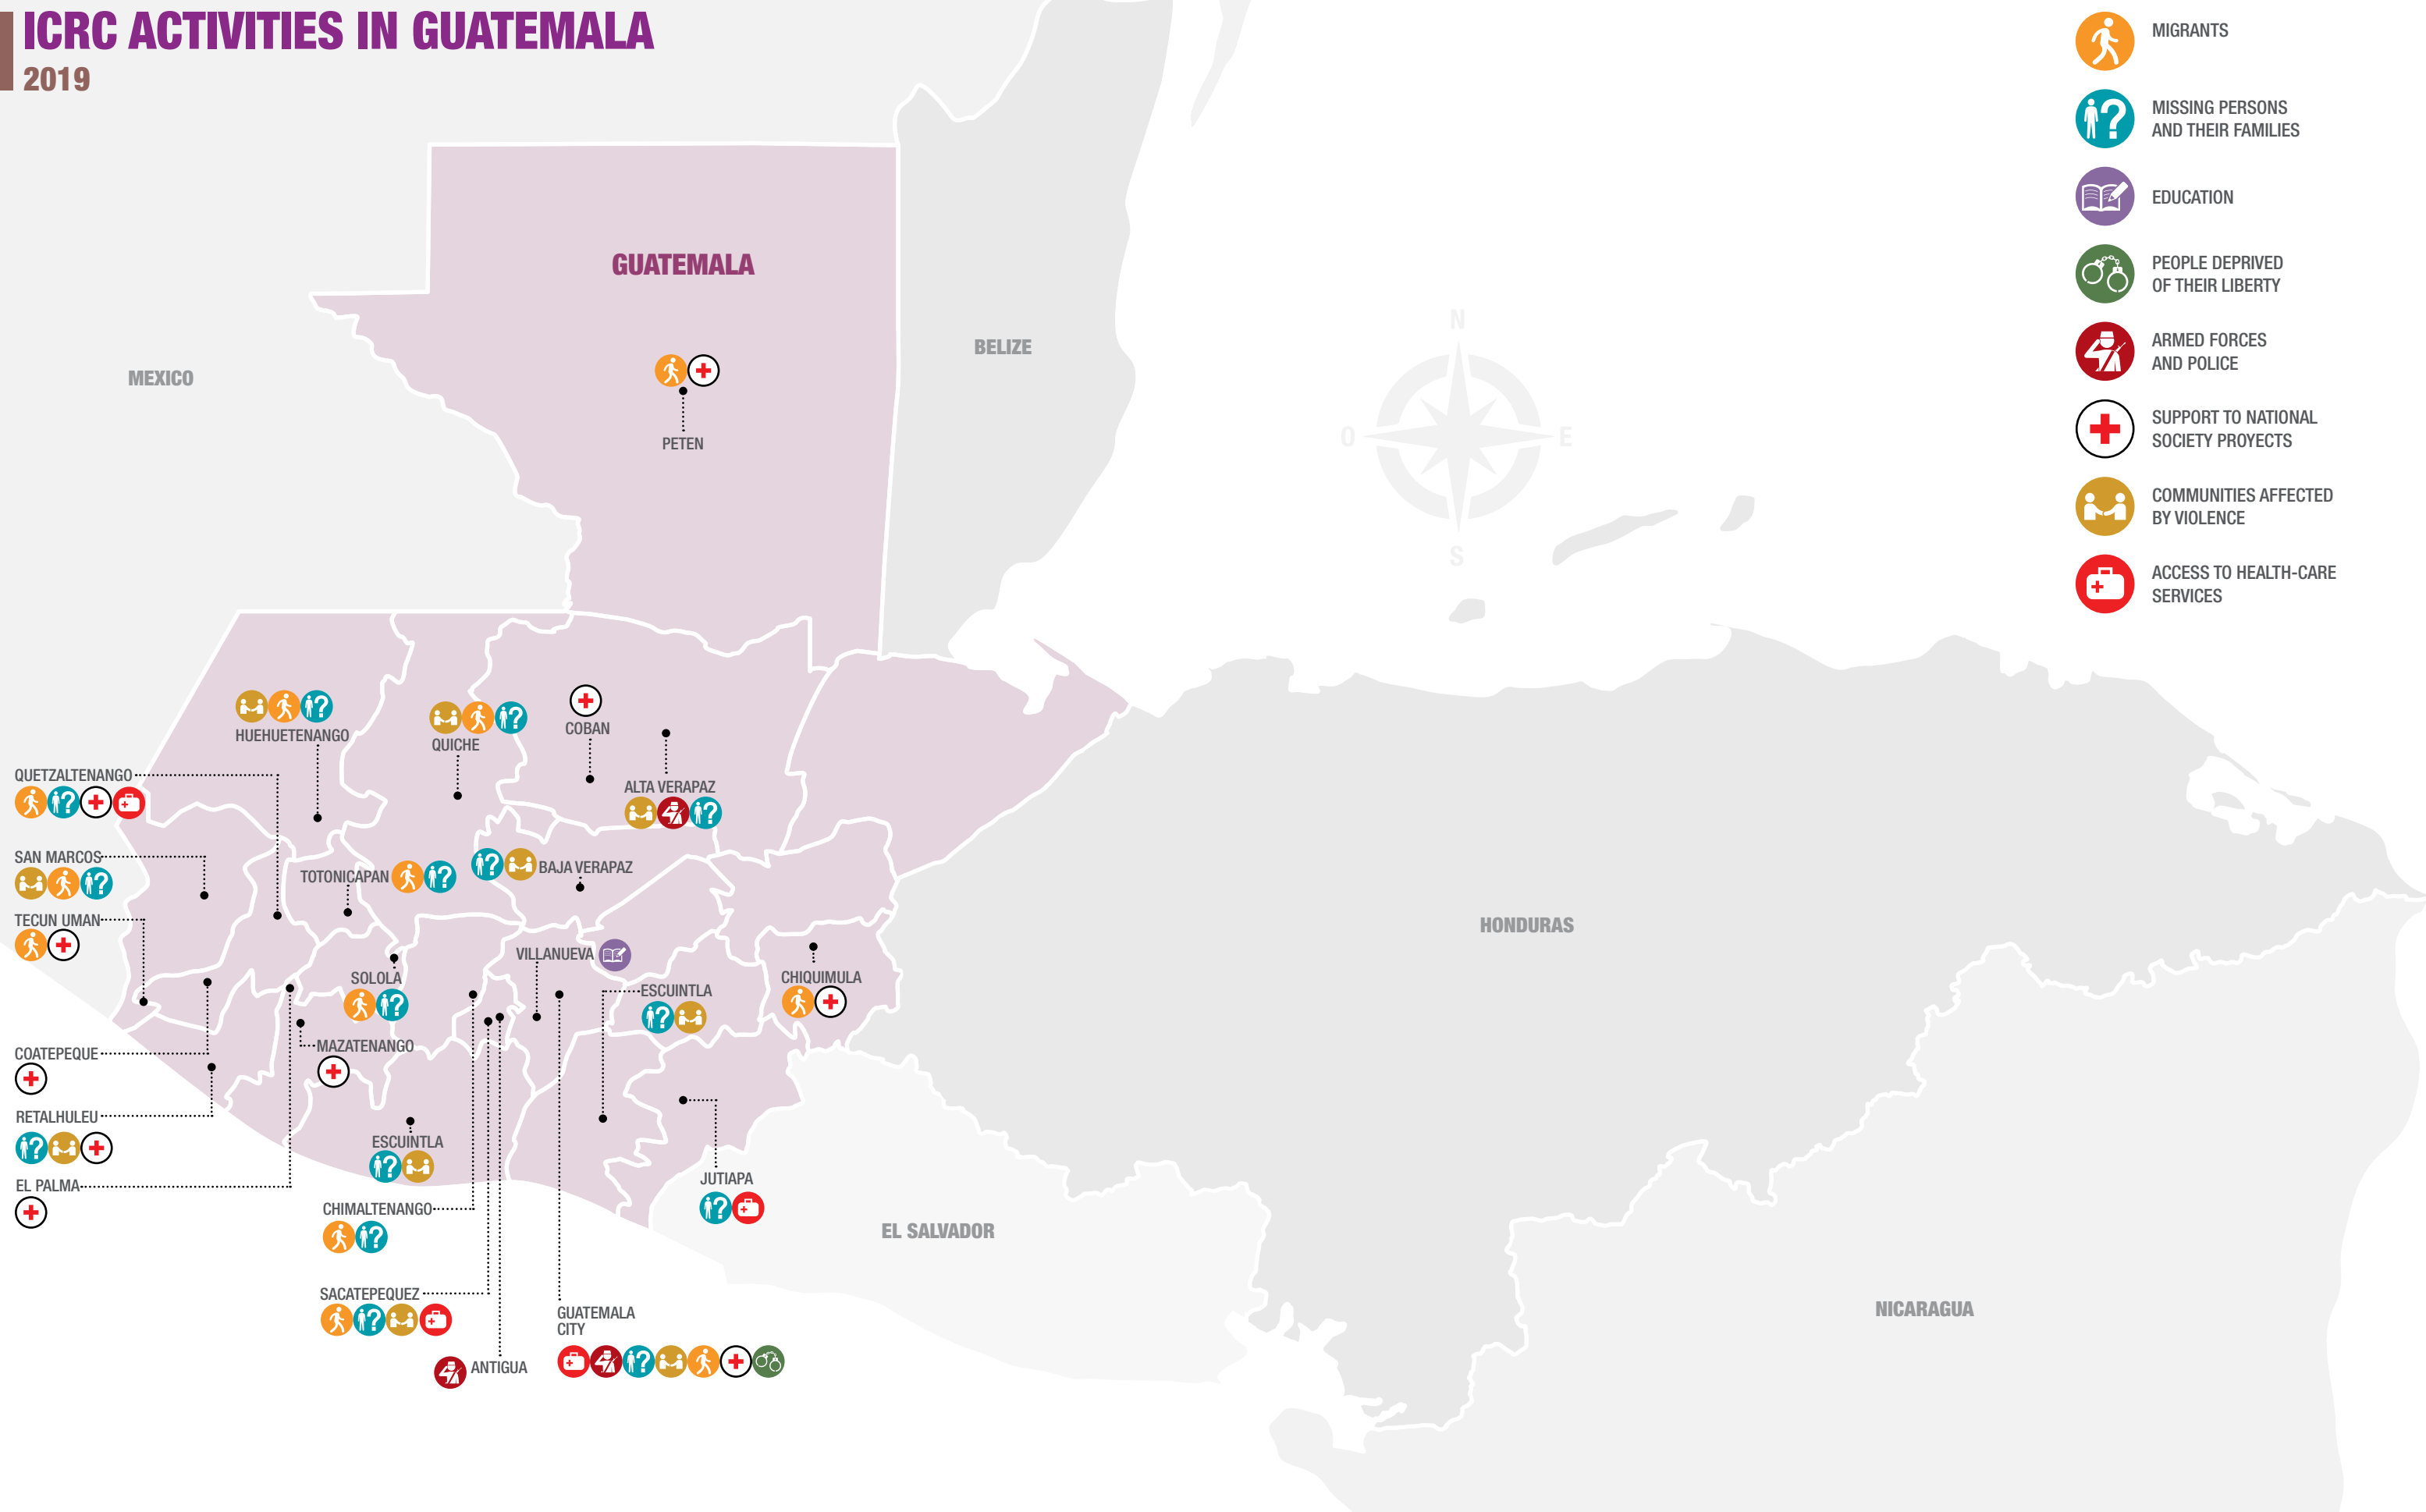 ICRC ACTIVITIES IN GUATEMALA
2019
MIGRANTS
MISSING PERSONS
AND THEIR FAMILIES
EDUCATION
PEOPLE DEPRIVED
OF THEIR LIBERTY
ARMED FORCES
AND POLICE
SUPPORT TO NATIONAL
SOCIETY PROYECTS
COMMUNITIES AFFECTED
BY VIOLENCE
ACCESS TO HEALTH-CARE
SERVICES
GUATEMALA
MEXICO
BELIZE
N
O
E
S
PETEN
HUEHUETENANGO
QUICHE
COBAN
QUETZALTENANGO
ALTA VERAPAZ
SAN MARCOS
TOTONICAPAN
BAJA VERAPAZ
TECUN UMAN
VILLANUEVA
SOLOLA
ESCUINTLA
CHIQUIMULA
HONDURAS
COATEPEQUE
MAZATENANGO
RETALHULEU
ESCUINTLA
JUTIAPA
EL PALMA
CHIMALTENANGO
EL SALVADOR
SACATEPEQUEZ
GUATEMALA
CITY
NICARAGUA
ANTIGUA